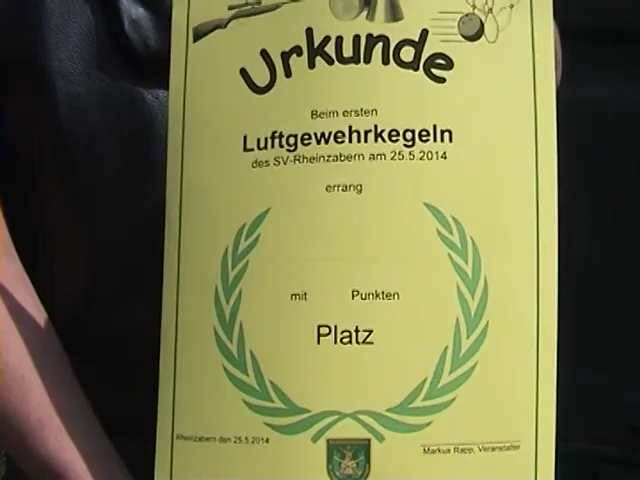 Urkunde
Beim ersten
Luftgewehrkegeln
des SV-Rheinzabern am 25.5.2014
errang
mit Punkten
Platz
Rheinzabern den 25.5.2014
Markus Rapp, Veranstalter